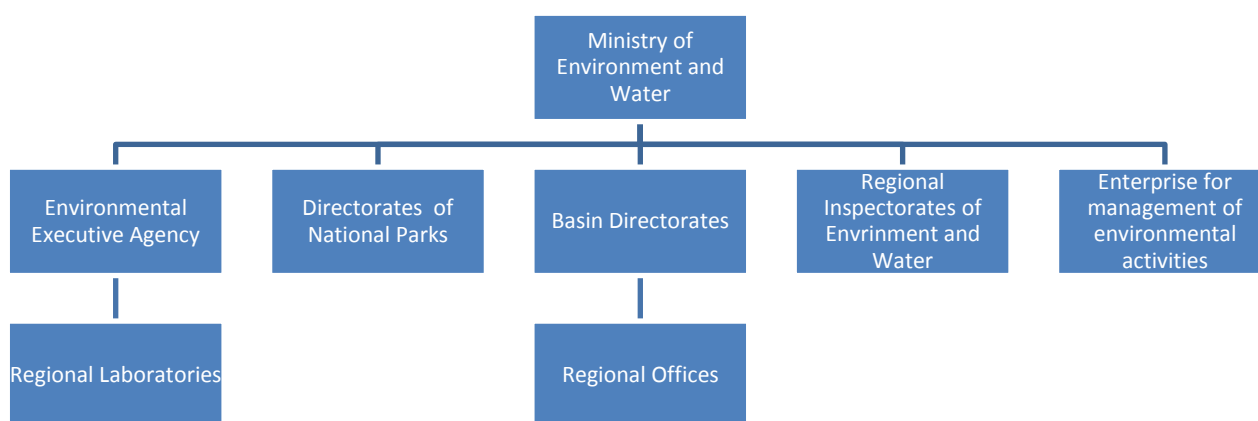 Ministry of
Environment and
Water
Environmental
Executive Agency
Directorates of
National Parks
Basin Directorates
Regional
Inspectorates of
Envrinment and
Water
Enterprise for
management of
environmental
activities
Regional Laboratories
Regional Offices